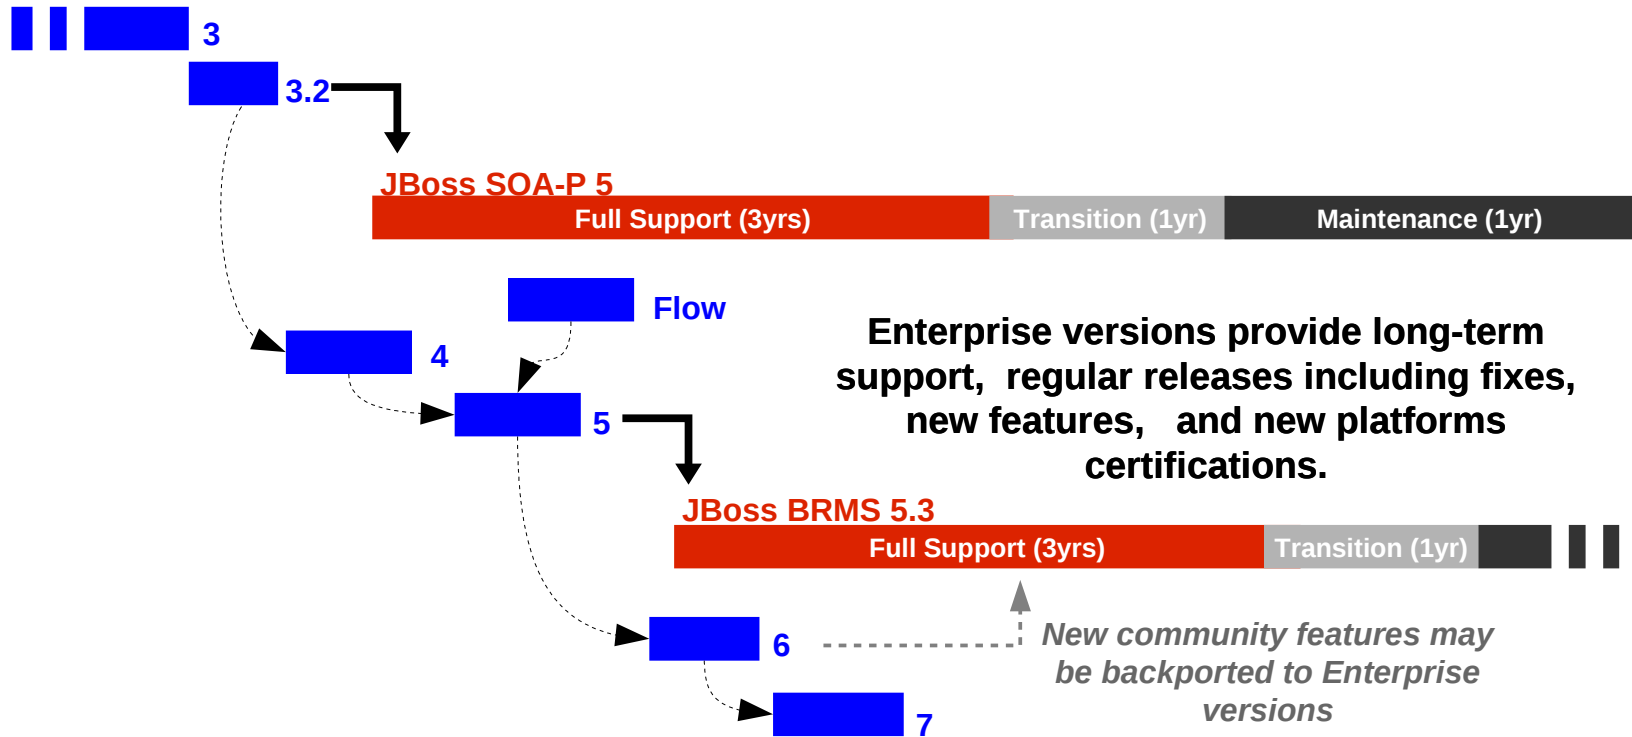 3
3.2
JBoss SOA-P 5
Full Support (3yrs)
Transition (1yr)
Maintenance (1yr)
Flow
Enterprise versions provide long-term
support, regular releases including fixes,
new features, and new platforms
certifications.
4
5
JBoss BRMS 5.3
Full Support (3yrs)
Transition (1yr)
6
New community features may
be backported to Enterprise
versions
7